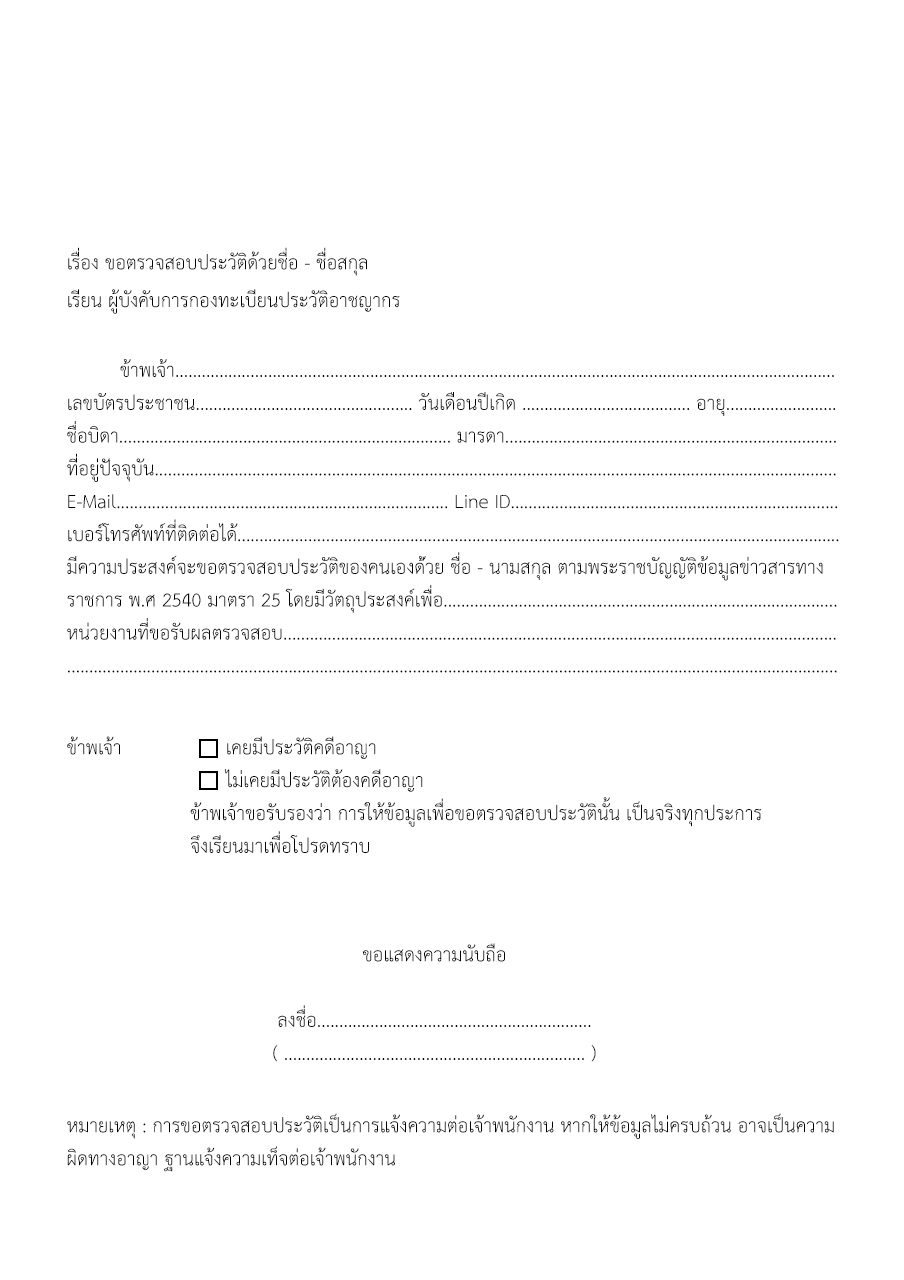 เรื่อง ขอตรวจสอบประวัติด้วยชื่อ - ชื่อสกุล
เรียน ผู้บังคับการกองทะเบียนประวัติอาชญากร
ข้าพเจ้า....................................................................................................................................................
เลขบัตรประชาชน................................................. วันเดือนปีเกิด ...................................... อายุ.........................
ชื่อบิดา........................................................................... มารดา...........................................................................
ที่อยู่ปัจจุบัน.........................................................................................................................................................
E-Mail........................................................................... Line ID..........................................................................
เบอร์โทรศัพท์ที่ติดต่อได้........................................................................................................................................
มีความประสงค์จะขอตรวจสอบประวัติของคนเองด้วย ชื่อ - นามสกุล ตามพระราชบัญญัติข้อมูลข่าวสารทาง
ราชการ พ.ศ 2540 มาตรา 25 โดยมีวัตถุประสงค์เพื่อ.........................................................................................
หน่วยงานที่ขอรับผลตรวจสอบ.............................................................................................................................
..............................................................................................................................................................................
ข้าพเจ้า ☐ เคยมีประวัติคดีอาญา
☐ ไม่เคยมีประวัติต้องคดีอาญา
ข้าพเจ้าขอรับรองว่า การให้ข้อมูลเพื่อขอตรวจสอบประวัตินั้น เป็นจริงทุกประการ
จึงเรียนมาเพื่อโปรดทราบ
ขอแสดงความนับถือ
ลงชื่อ..............................................................
( .................................................................... )
หมายเหตุ : การขอตรวจสอบประวัติเป็นการแจ้งความต่อเจ้าพนักงาน หากให้ข้อมูลไม่ครบถ้วน อาจเป็นความ
ผิดทางอาญา ฐานแจ้งความเท็จต่อเจ้าพนักงาน